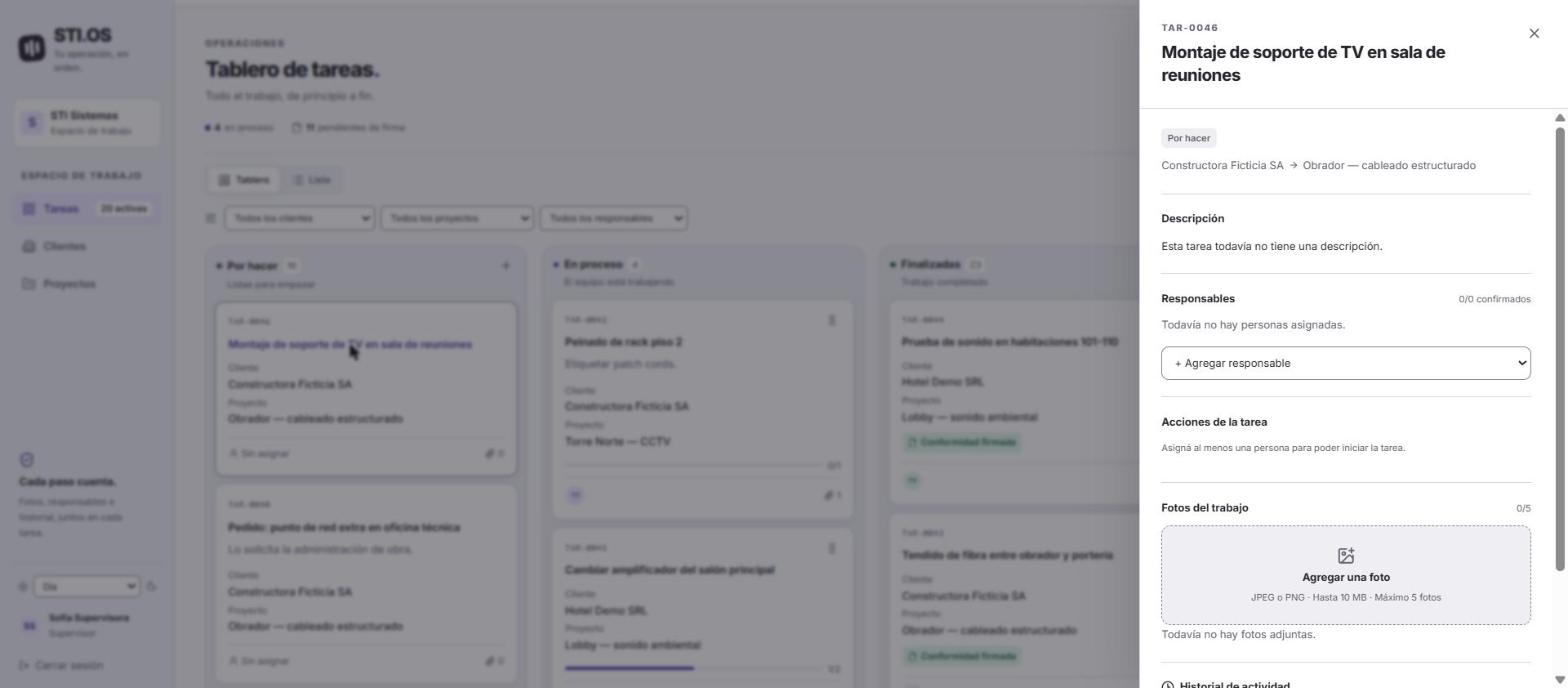 STI.OS
Tu operación, en
orden.
S
STI Sistemas
Espacio de trabajo
ESPACIO DE TRABAJO
Tareas
20 activas
Clientes
Proyectos
Cada paso cuenta.
Fotos, responsables e
historial, juntos en cada
tarea.
Día
Sofía Supervisora
Supervisor
Cerrar sesión
OPERACIONES
Tablero de tareas.
Todo el trabajo, de principio a fin.
4 en proceso
11 pendientes de firma
Tablero
Lista
Todos los clientes
Todos los proyectos
Todos los responsables
Por hacer
Listas para empezar
TAR-0046
Montaje de soporte de TV en sala de reuniones
Cliente
Constructora Ficticia SA
Proyecto
Obrador — cableado estructurado
Sin asignar
0
Pedido: punto de red extra en oficina técnica
Lo solicita la administración de obra.
Cliente
Constructora Ficticia SA
Proyecto
Obrador — cableado estructurado
Sin asignar
0
En proceso 4
El equipo está trabajando
Peinado de rack piso 2
Etiquetar patch cords.
Cliente
Constructora Ficticia SA
Proyecto
Torre Norte — CCTV
0/1
1
Cambiar amplificador del salón principal
Cliente
Hotel Demo SRL
Proyecto
Lobby — sonido ambiental
1/2
Finalizadas 23
Trabajo completado
Prueba de sonido en habitaciones 101-110
Cliente
Hotel Demo SRL
Proyecto
Lobby — sonido ambiental
Conformidad firmada
Tendido de fibra entre obrador y portería
Cliente
Constructora Ficticia SA
Proyecto
Obrador — cableado estructurado
Conformidad firmada
TAR-0046
Montaje de soporte de TV en sala de
reuniones
Por hacer
Constructora Ficticia SA → Obrador — cableado estructurado
Descripción
Esta tarea todavía no tiene una descripción.
Responsables
0/0 confirmados
Todavía no hay personas asignadas.
+ Agregar responsable
Acciones de la tarea
Asigná al menos una persona para poder iniciar la tarea.
Fotos del trabajo
0/5
Agregar una foto
JPEG o PNG · Hasta 10 MB · Máximo 5 fotos
Todavía no hay fotos adjuntas.
Historial de actividad